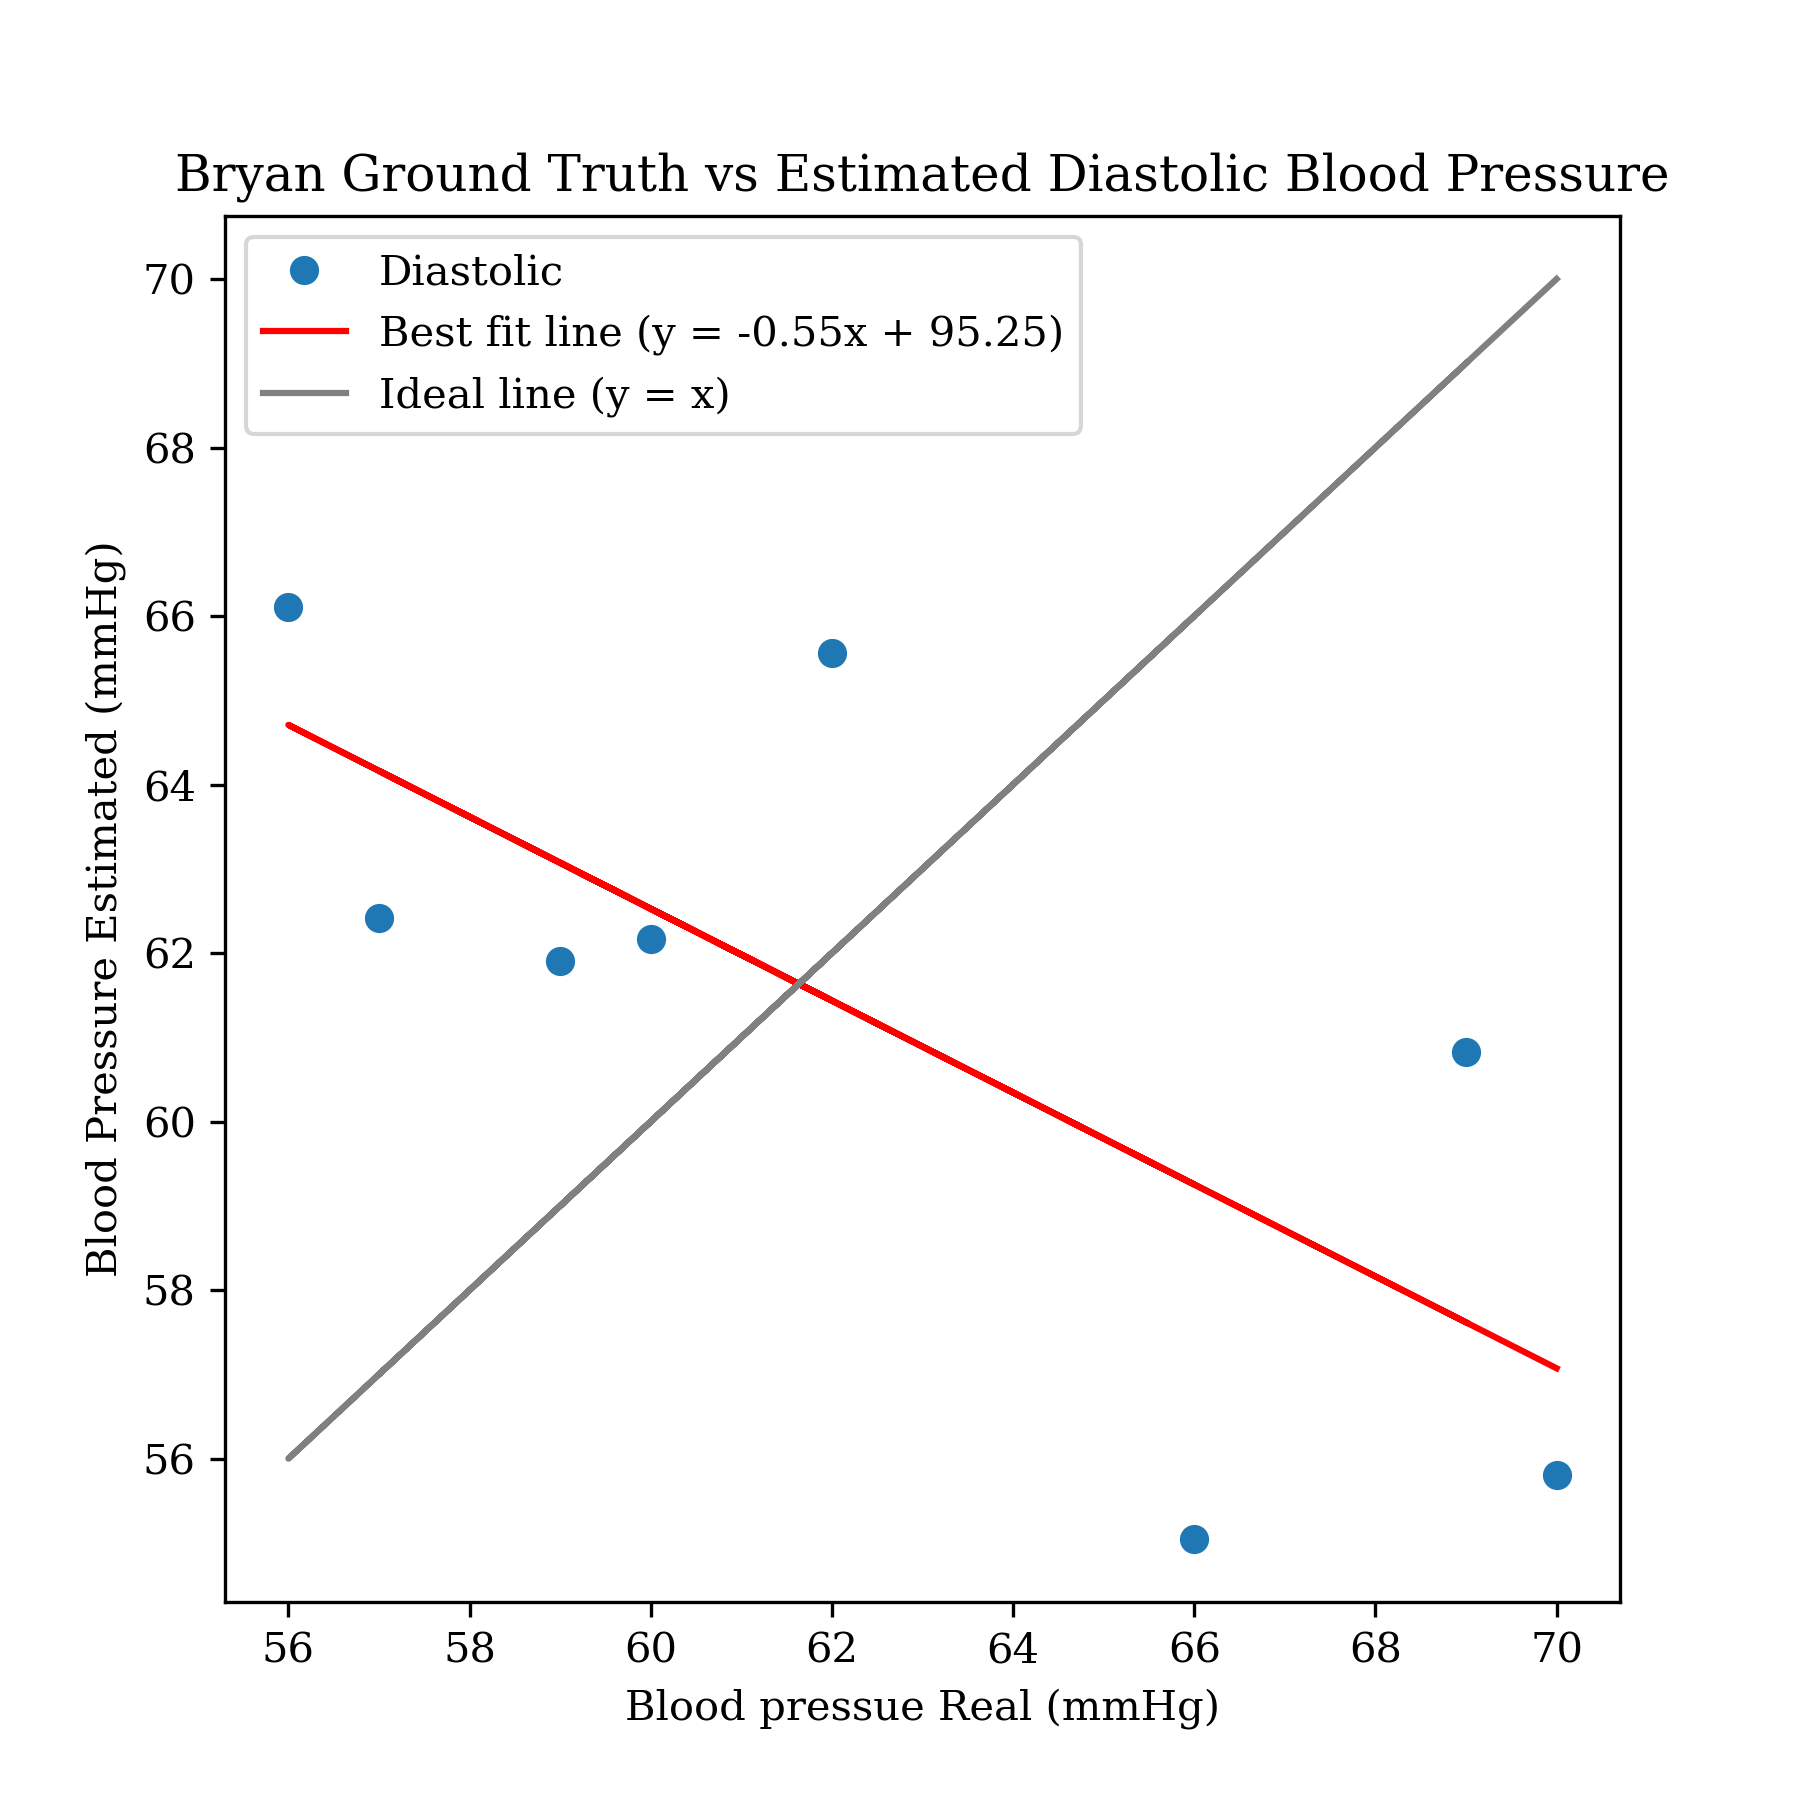 Bryan Ground Truth vs Estimated Diastolic Blood Pressure
Diastolic
Best fit line (y = -0.55x + 95.25)
Ideal line (y = x)
70
68
66
64
62
60
58
56
Blood Pressure Estimated (mmHg)
56 58 60 62 64 66 68 70
Blood pressue Real (mmHg)